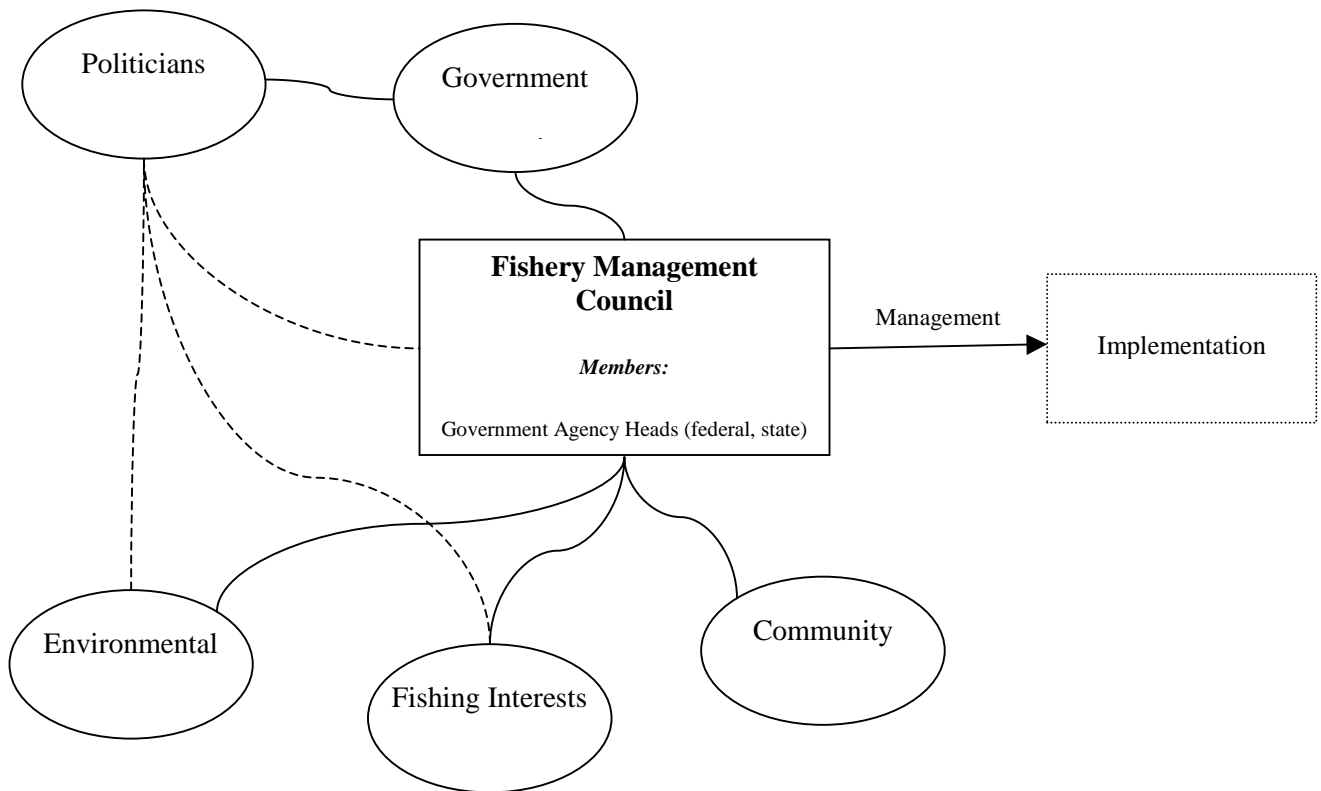 Politicians
Government
Fishery Management
Council
Members:
Government Agency Heads (federal, state)
Management
Implementation
Environmental
Fishing Interests
Community